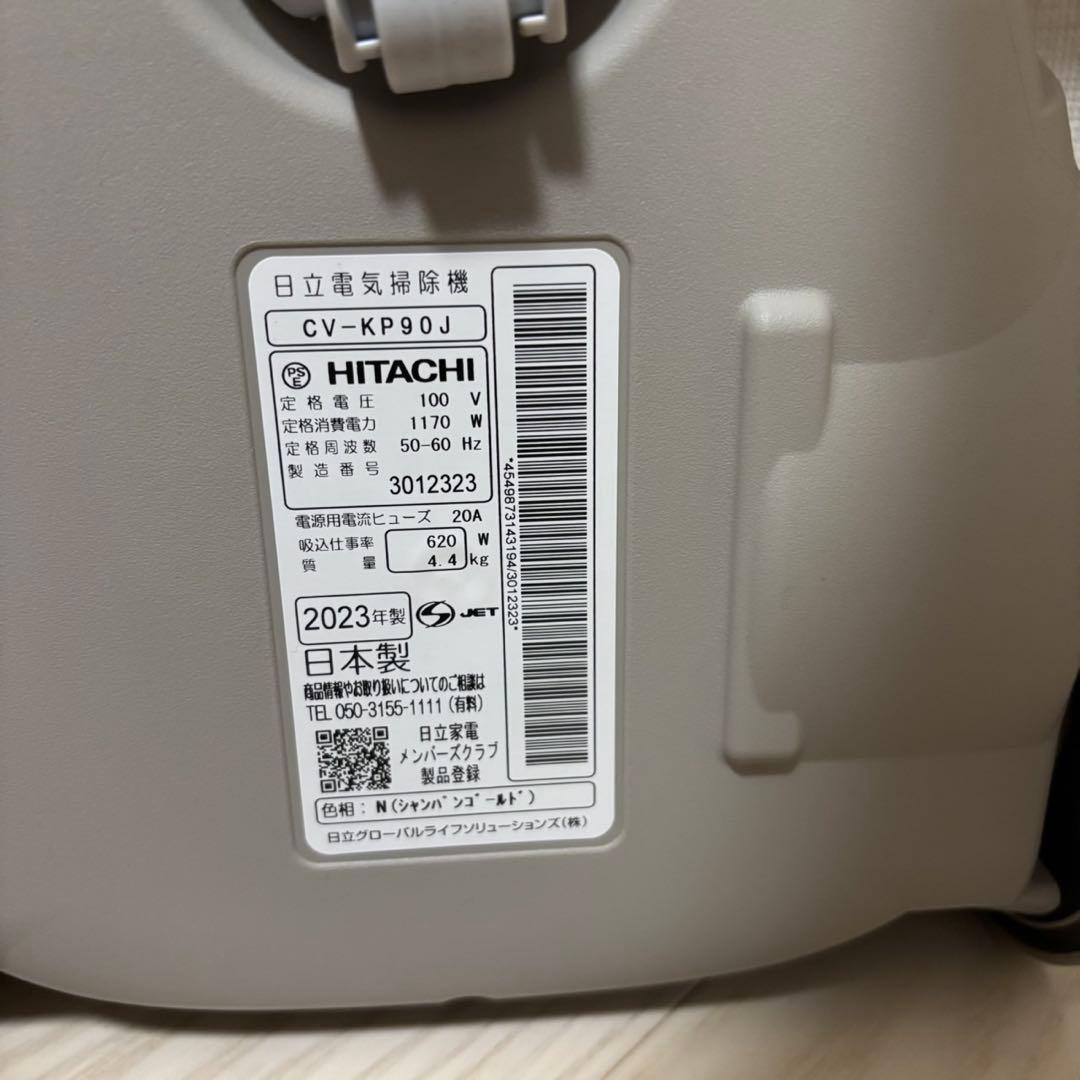 日立電気掃除機
CV-KP90J
PSE HITACHI
定格電圧 100 V
定格消費電力 1170 W
定格周波数 50-60 Hz
製造番号
3012323
電源用電流ヒューズ 20A
吸込仕事率 620 W
質量 4.4 kg
2023年製 S JET
日本製
商品情報やお取り扱いについてのご相談は
TEL 050-3155-1111 (有料)
日立家電
メンバーズクラブ
製品登録
色相：N(シャンパンゴールド)
日立グローバルライフソリューションズ(株)
*4549873143194/3012323*